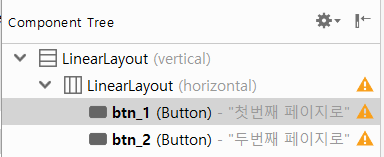 Component Tree
LinearLayout (vertical)
LinearLayout (horizontal)
btn_1 (Button) - "첫번째 페이지로"
btn_2 (Button) - "두번째 페이지로"